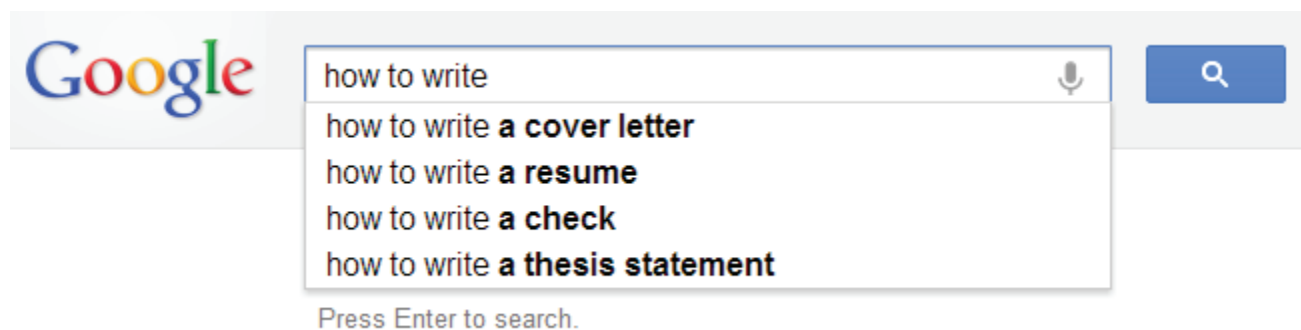 Google
how to write
how to write a cover letter
how to write a resume
how to write a check
how to write a thesis statement
Press Enter to search.